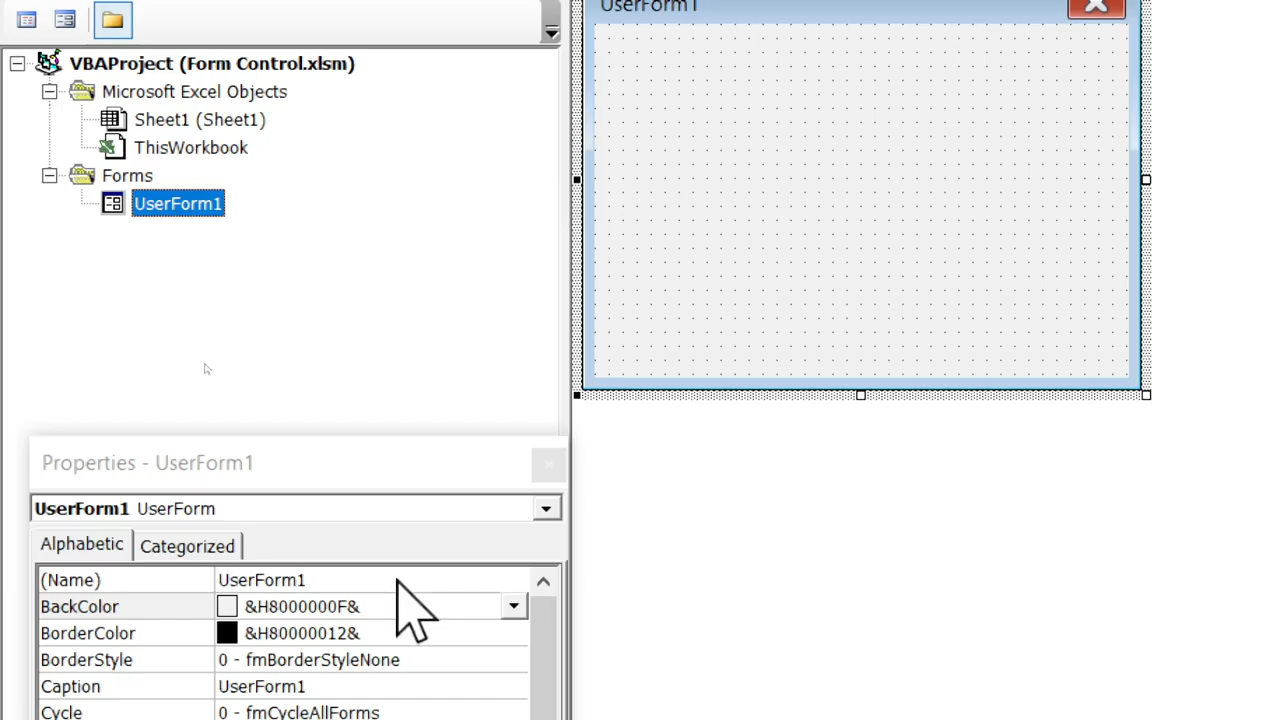 UserForm1
VBAProject (Form Control.xlsm)
Microsoft Excel Objects
Sheet1 (Sheet1)
ThisWorkbook
Forms
UserForm1
Properties - UserForm1
UserForm1 UserForm
Alphabetic Categorized
(Name) UserForm1
BackColor &H8000000F&
BorderColor &H80000012&
BorderStyle 0 - fmBorderStyleNone
Caption UserForm1
Cycle 0 - fmCycleAllForms